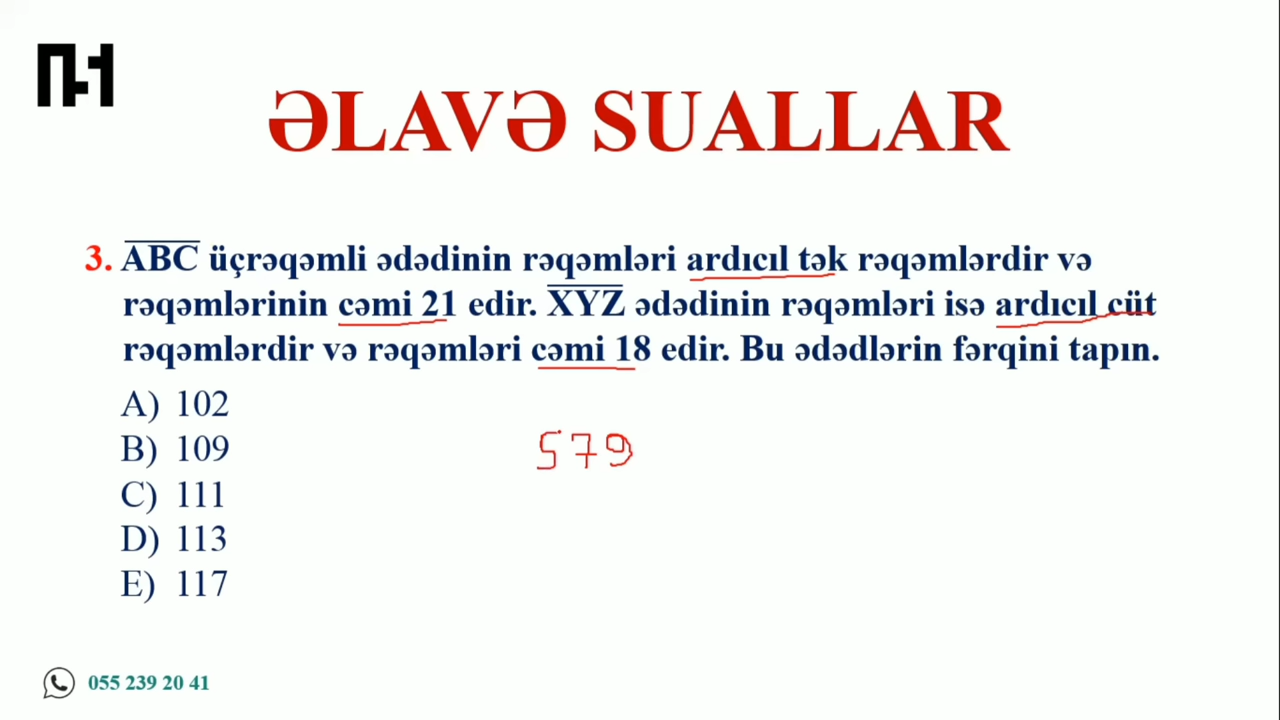 ƏLAVƏ SUALLAR
3. ABC üçrəqəmli ədədinin rəqəmləri ardıcıl tək rəqəmlərdir və
rəqəmlərinin cəmi 21 edir. XYZ ədədinin rəqəmləri isə ardıcıl cüt
rəqəmlərdir və rəqəmləri cəmi 18 edir. Bu ədədlərin fərqini tapın.
A) 102
B) 109
C) 111
D) 113
E) 117
579
055 239 20 41